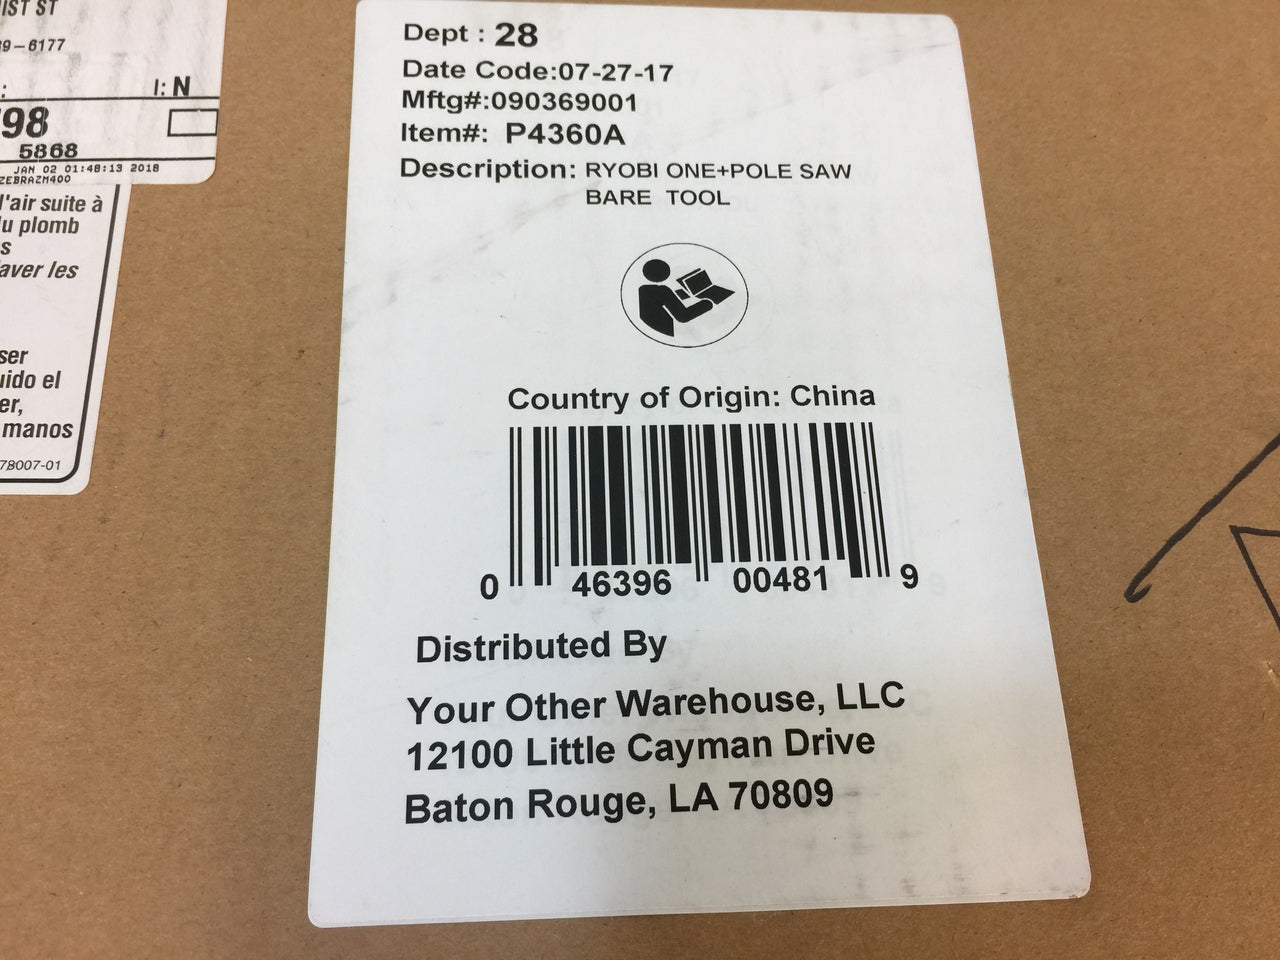 IST ST
9-6177
: I: N
98
5868
JAN 02 01:48:13 2018
ZEBRAZM400
l'air suite à
lu plomb
s
aver les
ser
uido el
er,
manos
78007-01
Dept : 28
Date Code:07-27-17
Mftg#:090369001
Item#: P4360A
Description: RYOBI ONE+POLE SAW
BARE TOOL
Country of Origin: China
0 46396 00481 9
Distributed By
Your Other Warehouse, LLC
12100 Little Cayman Drive
Baton Rouge, LA 70809